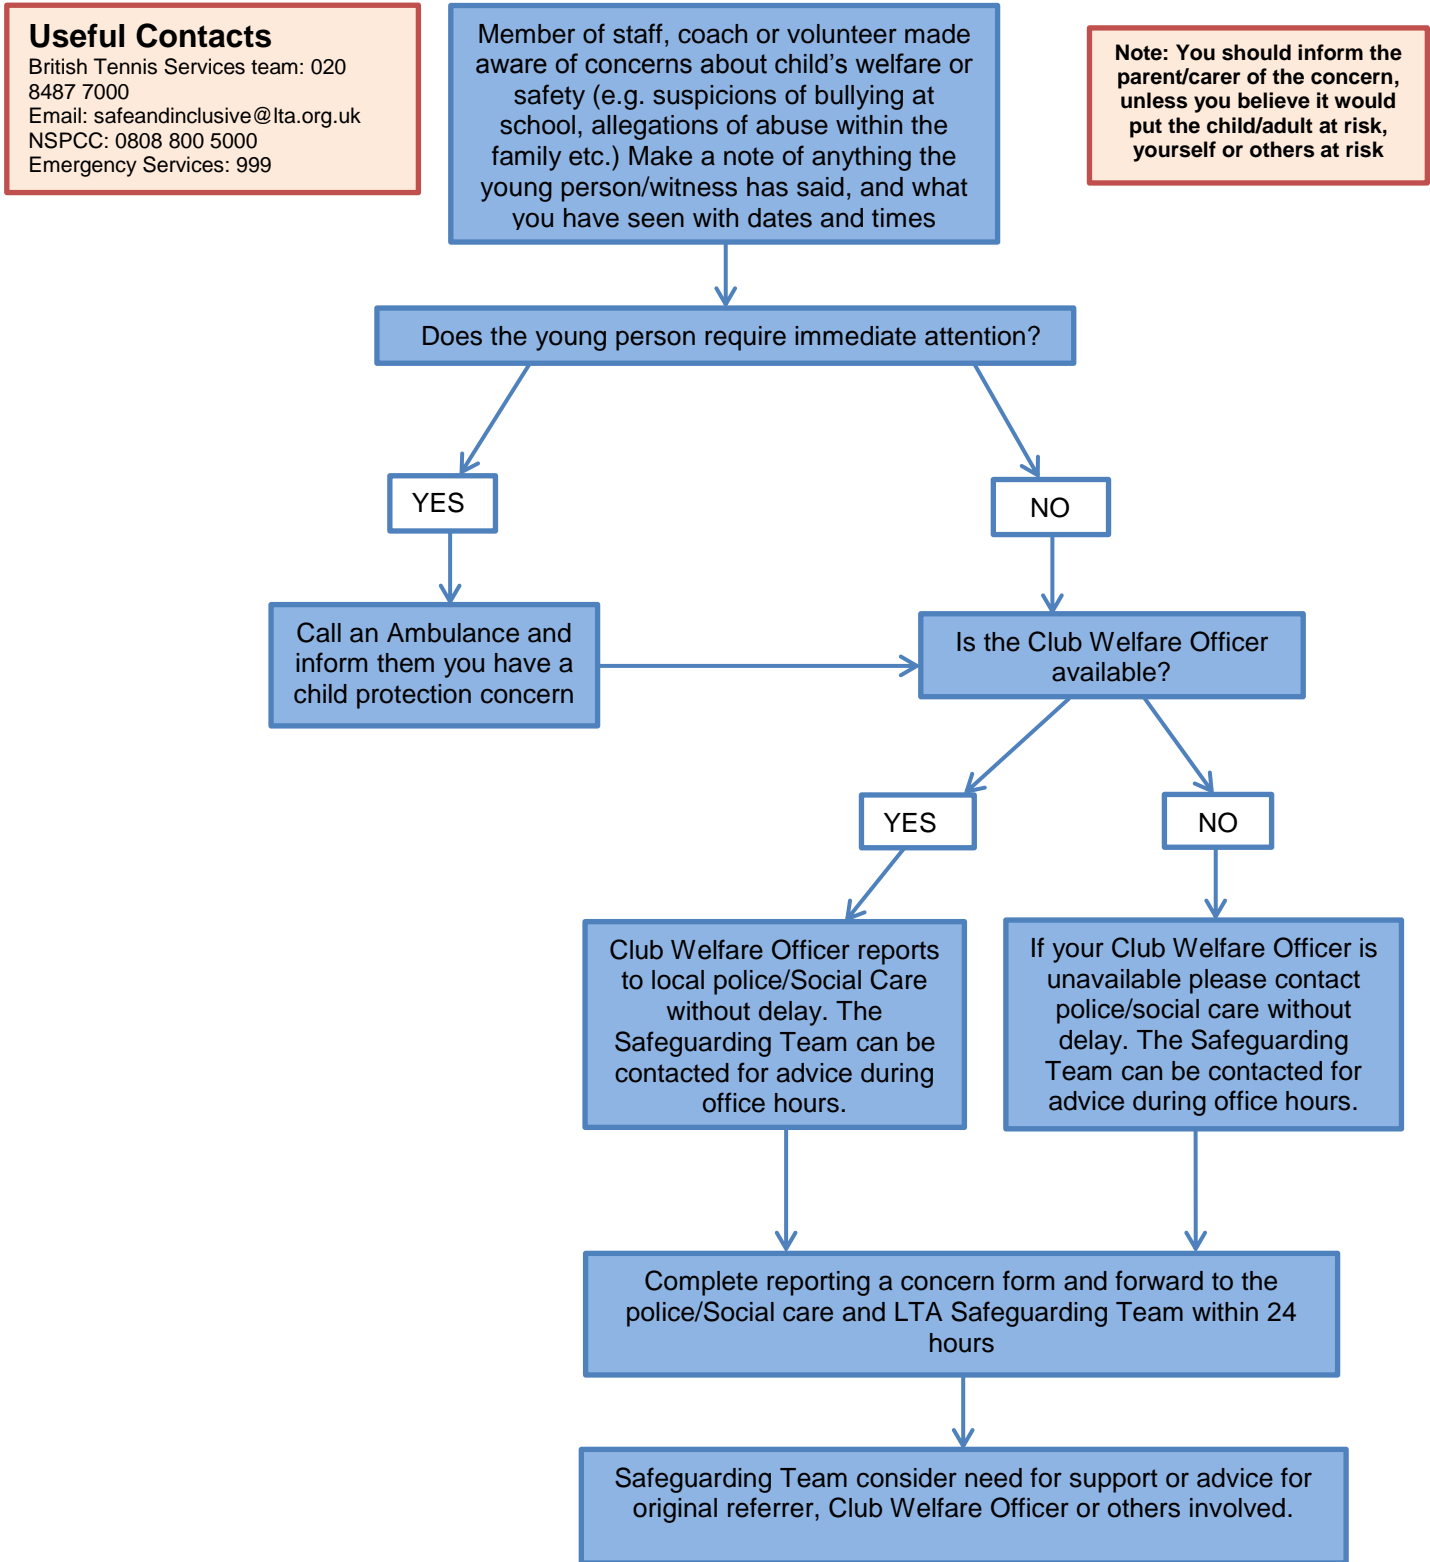 Useful Contacts
British Tennis Services team: 020
8487 7000
Email: safeandinclusive@lta.org.uk
NSPCC: 0808 800 5000
Emergency Services: 999
Member of staff, coach or volunteer made
aware of concerns about child’s welfare or
safety (e.g. suspicions of bullying at
school, allegations of abuse within the
family etc.) Make a note of anything the
young person/witness has said, and what
you have seen with dates and times
Note: You should inform the
parent/carer of the concern,
unless you believe it would
put the child/adult at risk,
yourself or others at risk
Does the young person require immediate attention?
YES
NO
Call an Ambulance and
inform them you have a
child protection concern
Is the Club Welfare Officer
available?
YES
NO
Club Welfare Officer reports
to local police/Social Care
without delay. The
Safeguarding Team can be
contacted for advice during
office hours.
If your Club Welfare Officer is
unavailable please contact
police/social care without
delay. The Safeguarding
Team can be contacted for
advice during office hours.
Complete reporting a concern form and forward to the
police/Social care and LTA Safeguarding Team within 24
hours
Safeguarding Team consider need for support or advice for
original referrer, Club Welfare Officer or others involved.